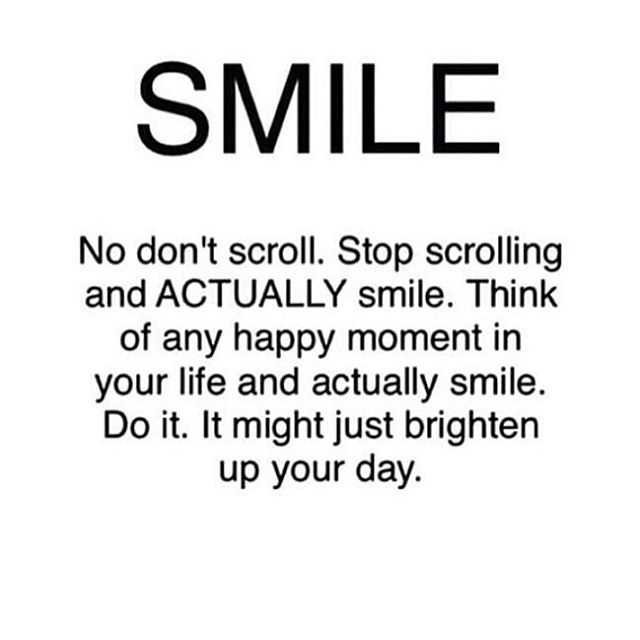 SMILE
No don't scroll. Stop scrolling
and ACTUALLY smile. Think
of any happy moment in
your life and actually smile.
Do it. It might just brighten
up your day.